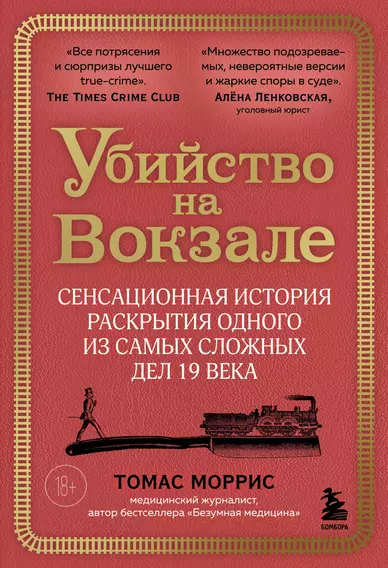 «Все потрясения
и сюрпризы лучшего
true-crime».
The Times Crime Club
«Множество подозревае-
мых, невероятные версии
и жаркие споры в суде».
Алёна Ленковская,
уголовный юрист
Убийство
на
Вокзале
СЕНСАЦИОННАЯ ИСТОРИЯ
РАСКРЫТИЯ ОДНОГО
ИЗ САМЫХ СЛОЖНЫХ
ДЕЛ 19 ВЕКА
18+
ТОМАС МОРРИС
медицинский журналист,
автор бестселлера «Безумная медицина»
БОМБОРА